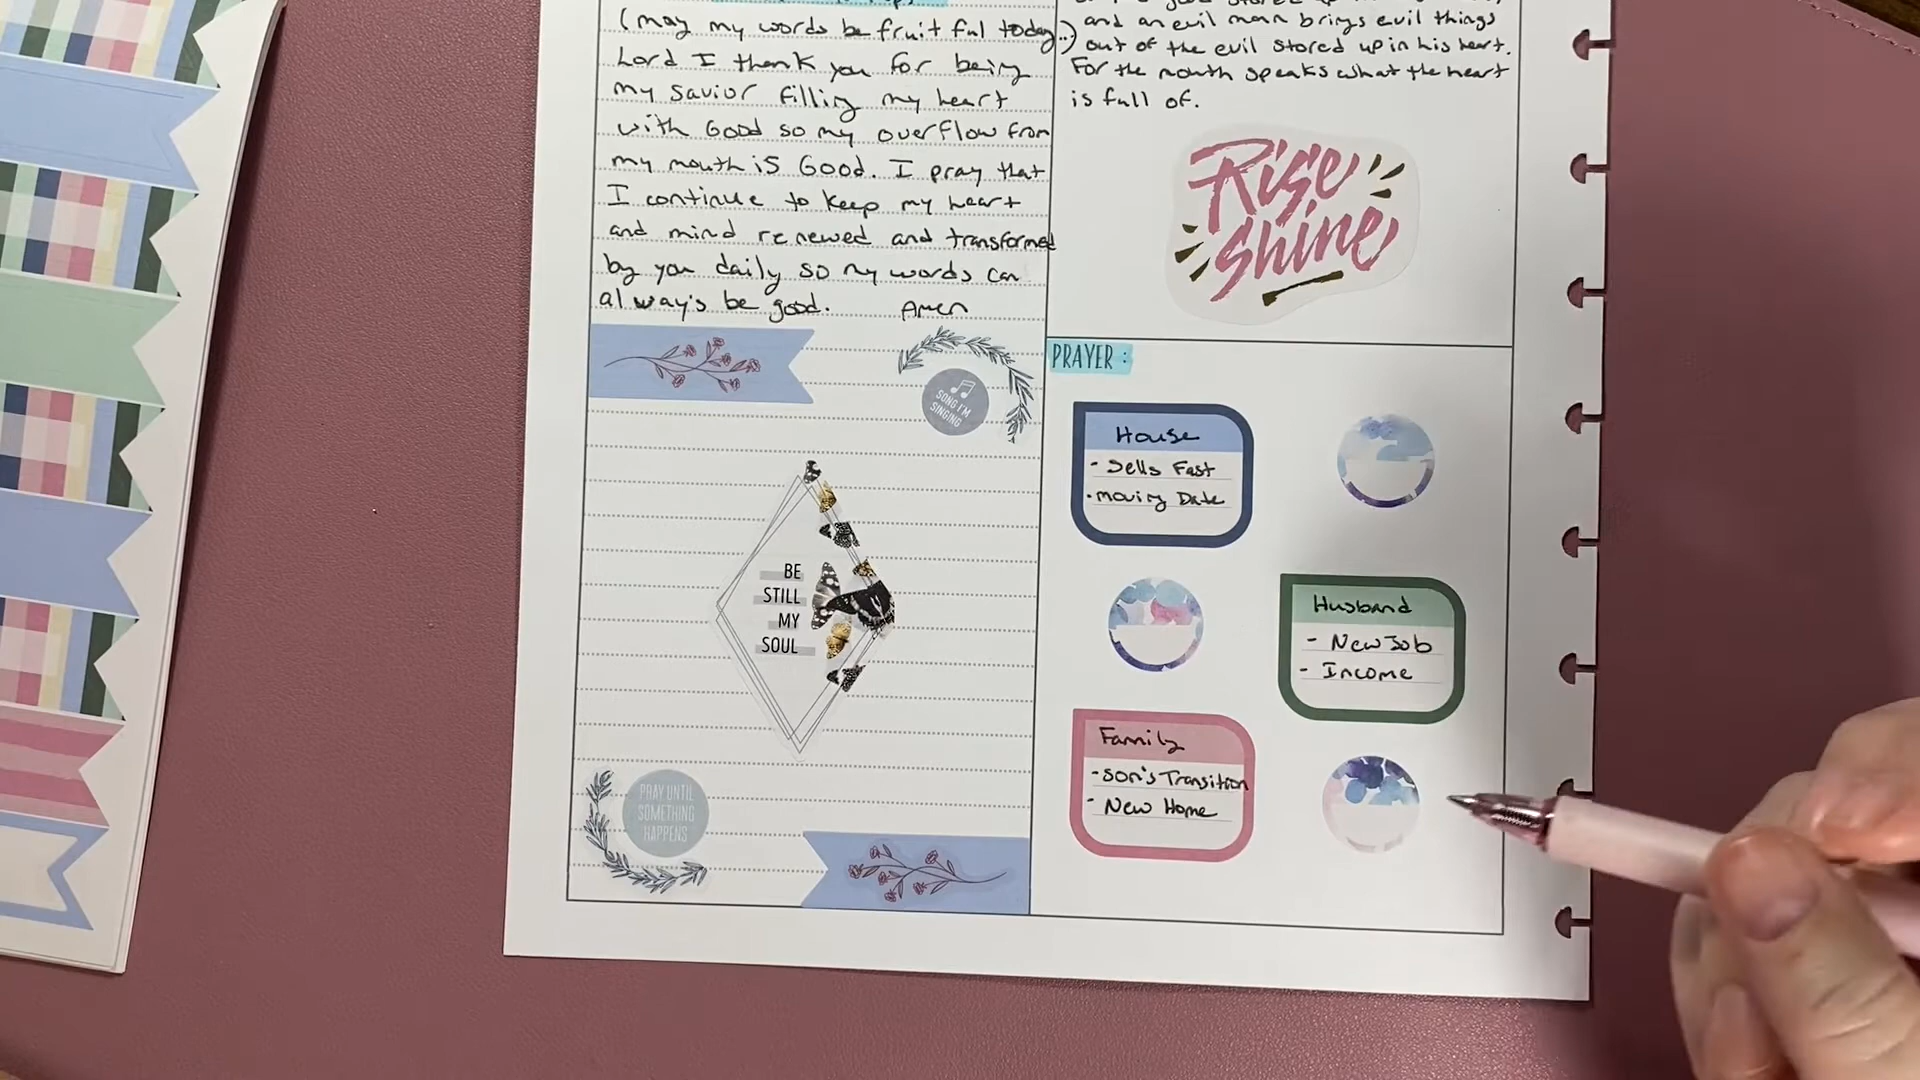 (may my words be fruitful today..)
Lord I thank you for being
my savior filling my heart
with Good so my overflow from
my mouth is Good. I pray that
I continue to keep my heart
and mind renewed and transformed
by you daily so my words can
always be good. Amen
SONG I'M
SINGING
BE
STILL
MY
SOUL
PRAY UNTIL
SOMETHING
HAPPENS
and an evil man brings evil things
out of the evil stored up in his heart.
For the mouth speaks what the heart
is full of.
Rise
Shine
PRAYER:
House
- Sells Fast
- Moving Date
Husband
- New Job
- Income
Family
- Son's Transition
- New Home